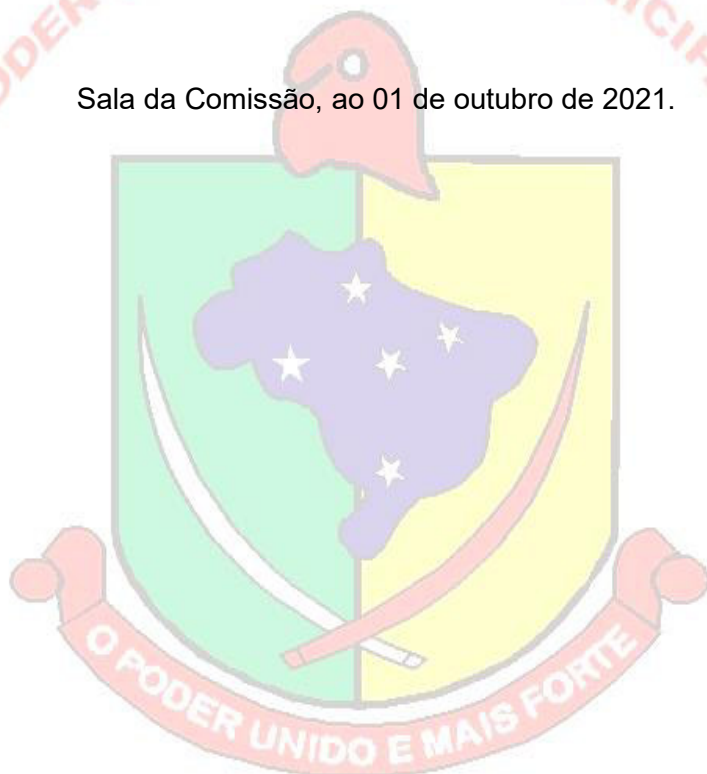 Sala da Comissão, ao 01 de outubro de 2021.
O PODER UNIDO E MAIS FORTE